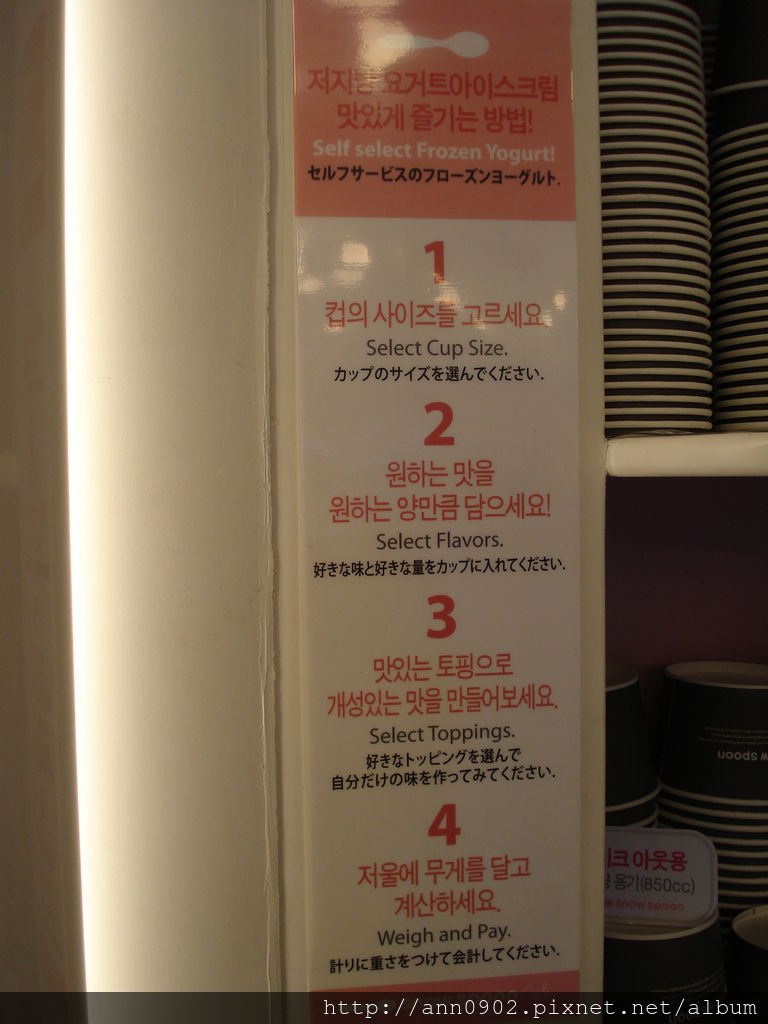 요거트아이스크림
맛있게 즐기는 방법!
Self select Frozen Yogurt!
セルフサービスのフローズンヨーグルト.
1
컵의 사이즈를 고르세요.
Select Cup Size.
カップのサイズを選んでください.
2
원하는 맛을
원하는 양만큼 담으세요!
Select Flavors.
好きな味と好きな量をカップに入れてください.
3
맛있는 토핑으로
개성있는 맛을 만들어보세요.
Select Toppings.
好きなトッピングを選んで
自分だけの味を作ってみてください.
4
저울에 무게를 달고
계산하세요.
Weigh and Pay.
計りに重さをつけて会計してください.
spoon
아웃용
용기(850cc)
snow spoon
http://ann0902.pixnet.net/album